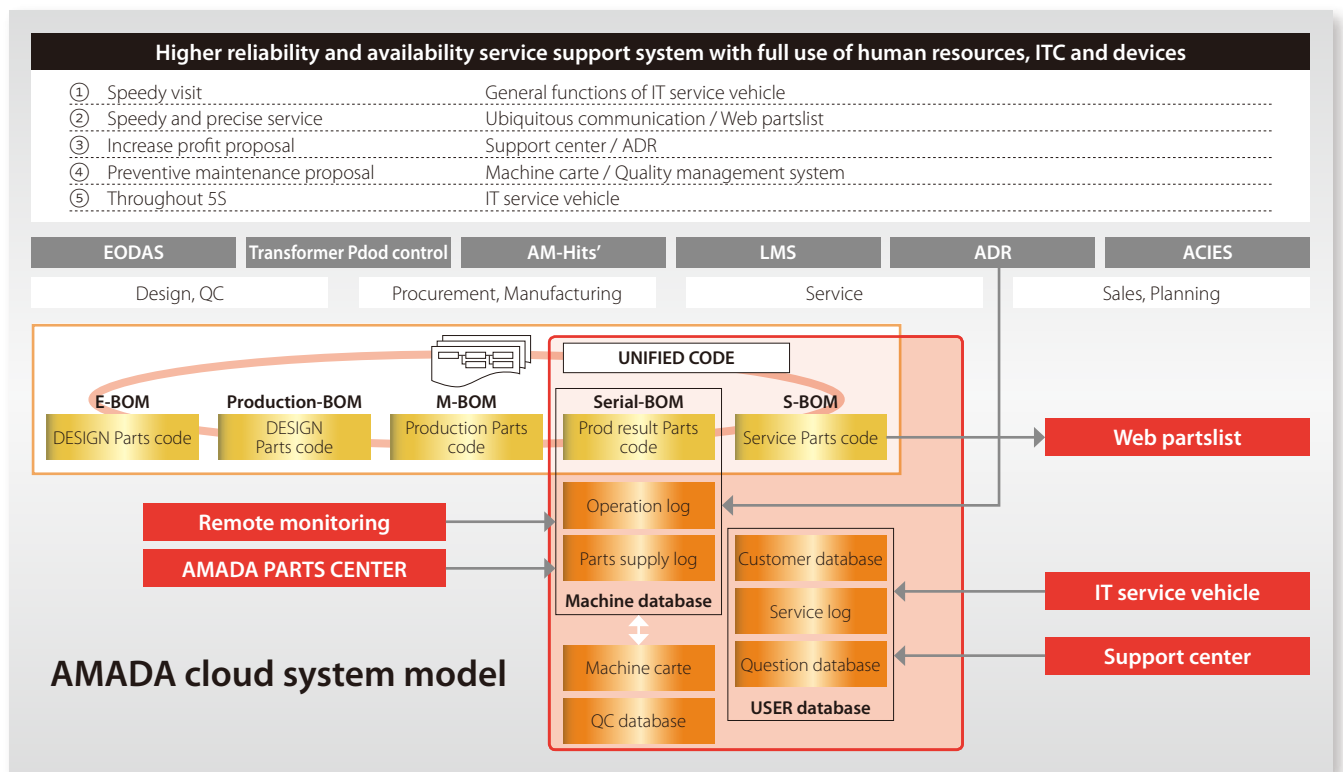 Higher reliability and availability service support system with full use of human resources, ITC and devices
① Speedy visit General functions of IT service vehicle
② Speedy and precise service Ubiquitous communication / Web partslist
③ Increase profit proposal Support center / ADR
④ Preventive maintenance proposal Machine carte / Quality management system
⑤ Throughout 5S IT service vehicle
EODAS Transformer Pdod control AM-Hits’ LMS ADR ACIES
Design, QC Procurement, Manufacturing Service Sales, Planning
UNIFIED CODE
E-BOM Production-BOM M-BOM Serial-BOM S-BOM
DESIGN Parts code
DESIGN
Parts code
Production Parts
code
Prod result Parts
code
Service Parts code
Web partslist
Remote monitoring
AMADA PARTS CENTER
Operation log
Parts supply log
Machine database
Customer database
Service log
Question database
USER database
IT service vehicle
Support center
Machine carte
QC database
AMADA cloud system model